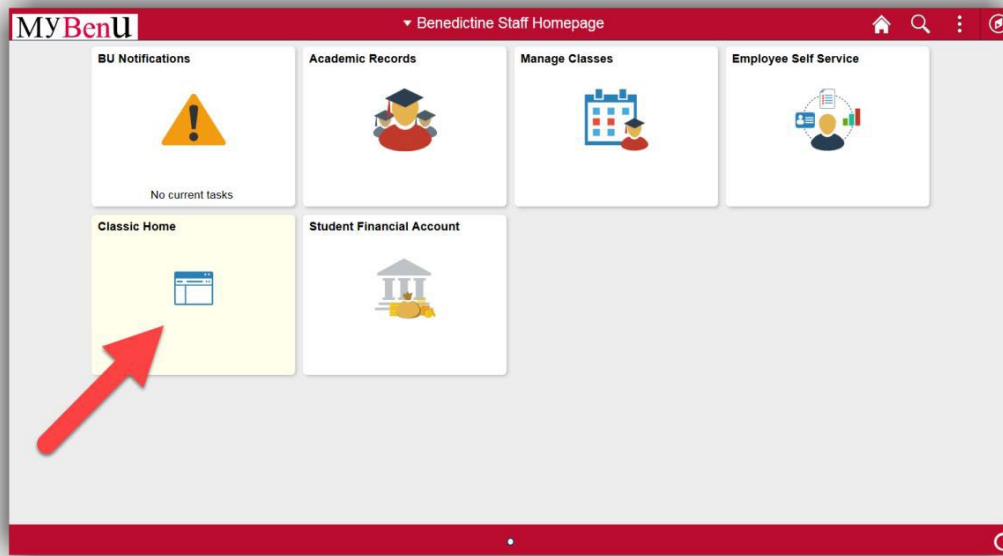 MyBenU
Benedictine Staff Homepage
BU Notifications
No current tasks
Academic Records
Manage Classes
Employee Self Service
Classic Home
Student Financial Account